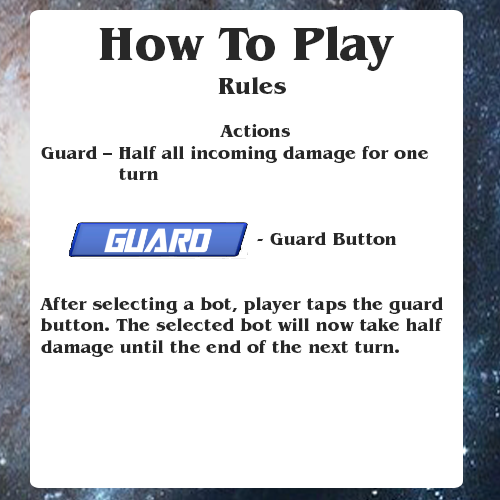 How To Play
Rules
Actions
Guard – Half all incoming damage for one
turn
GUARD - Guard Button
After selecting a bot, player taps the guard
button. The selected bot will now take half
damage until the end of the next turn.